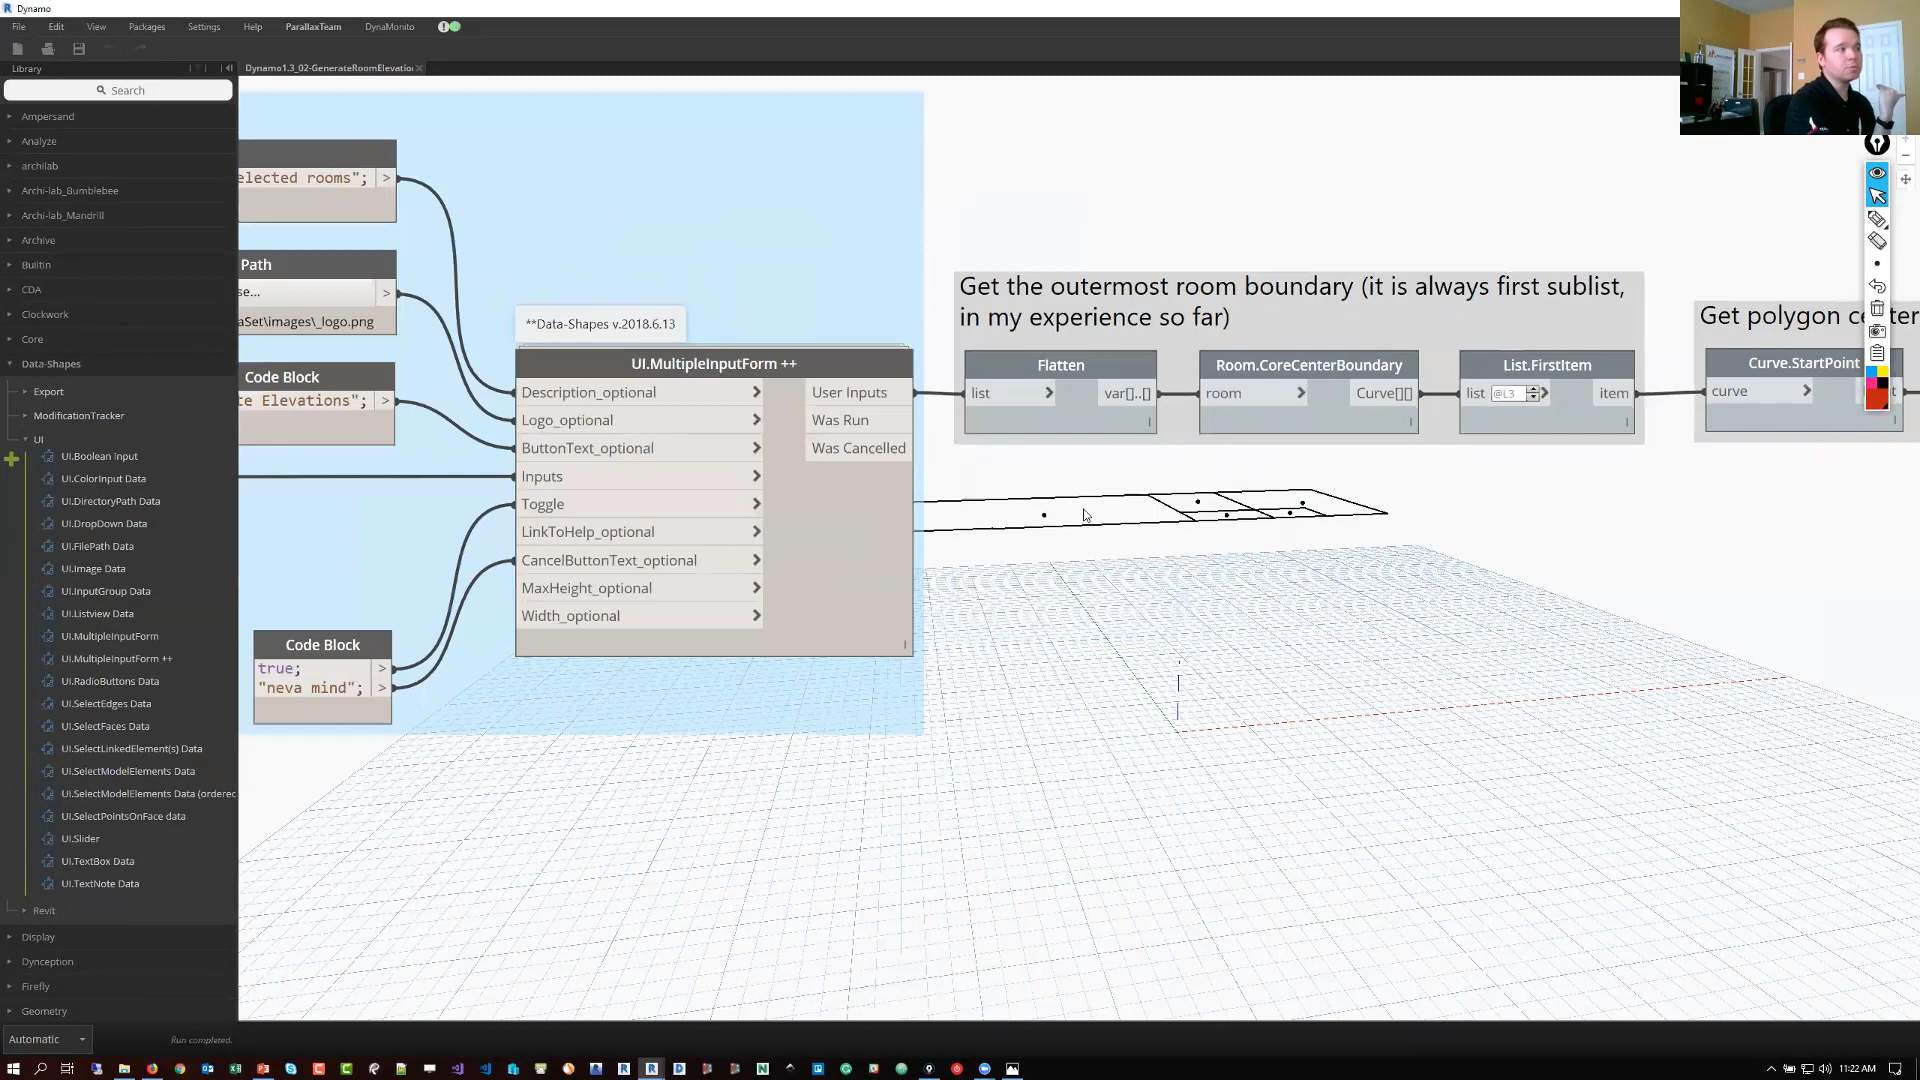 Dynamo
File Edit View Packages Settings Help ParallaxTeam DynaMonito
Library
Dynamo1.3_02-GenerateRoomElevatio
Search
Ampersand
Analyze
archilab
Archi-lab_Bumblebee
Archi-lab_Mandrill
Archive
BuiltIn
CDA
Clockwork
Core
Data-Shapes
Export
ModificationTracker
UI
UI.Boolean Input
UI.ColorInput Data
UI.DirectoryPath Data
UI.DropDown Data
UI.FilePath Data
UI.Image Data
UI.InputGroup Data
UI.Listview Data
UI.MultipleInputForm
UI.MultipleInputForm ++
UI.RadioButtons Data
UI.SelectEdges Data
UI.SelectFaces Data
UI.SelectLinkedElement(s) Data
UI.SelectModelElements Data
UI.SelectModelElements Data (ordered
UI.SelectPointsOnFace data
UI.Slider
UI.TextBox Data
UI.TextNote Data
Revit
Display
Dynception
Firefly
Geometry
Automatic
Run completed.
elected rooms"; >
Path
se... >
aSet\images\_logo.png
Code Block
te Elevations"; >
Code Block
true; >
"neva mind"; >
**Data-Shapes v.2018.6.13
UI.MultipleInputForm ++
Description_optional > User Inputs
Logo_optional > Was Run
ButtonText_optional > Was Cancelled
Inputs >
Toggle >
LinkToHelp_optional >
CancelButtonText_optional >
MaxHeight_optional >
Width_optional >
l
Get the outermost room boundary (it is always first sublist,
in my experience so far)
Flatten
list > var[]..[]
l
Room.CoreCenterBoundary
room > Curve[][]
l
List.FirstItem
list @L3 > item
l
Get polygon center
Curve.StartPoint
curve >
l
11:22 AM